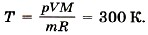 T = pVM / mR = 300 K.